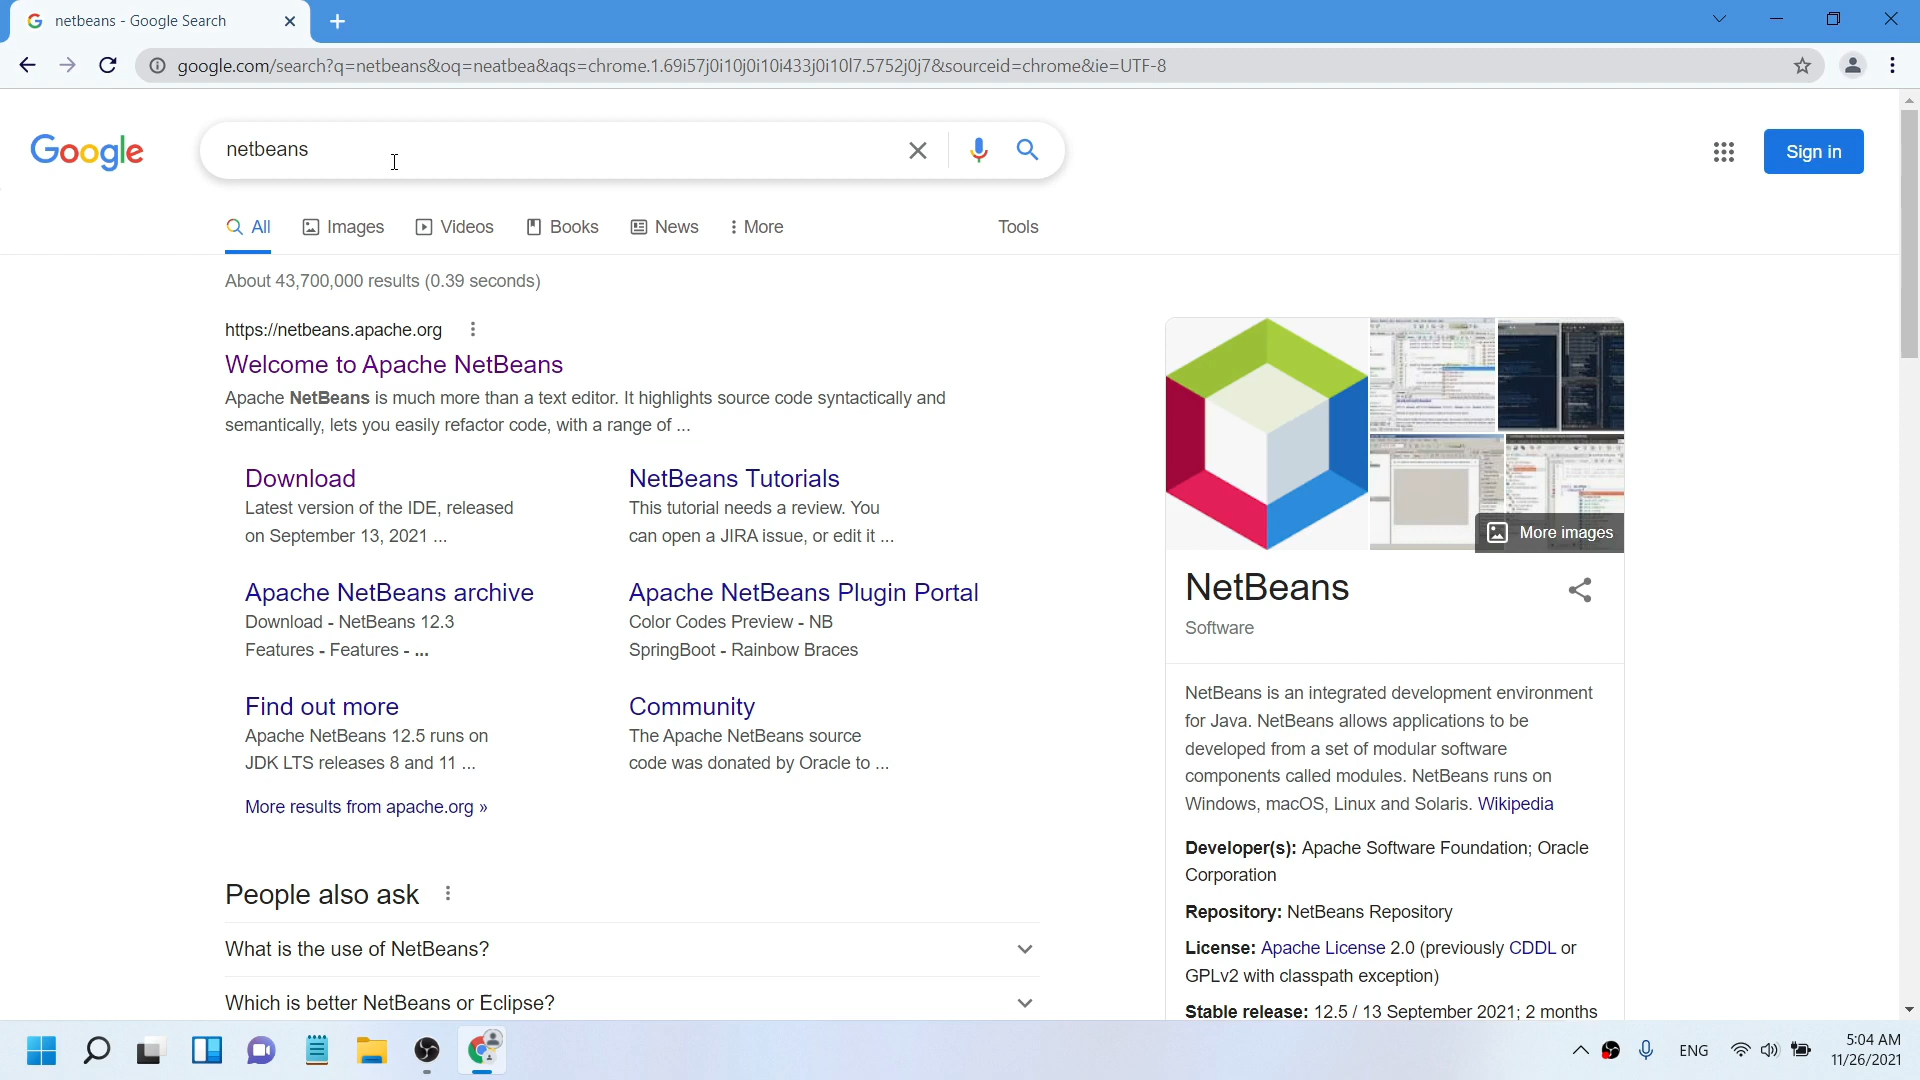 netbeans - Google Search
google.com/search?q=netbeans&oq=neatbea&aqs=chrome.1.69i57j0i10j0i10i433j0i10l7.5752j0j7&sourceid=chrome&ie=UTF-8
Google
netbeans
Sign in
All
Images
Videos
Books
News
More
Tools
About 43,700,000 results (0.39 seconds)
https://netbeans.apache.org
Welcome to Apache NetBeans
Apache NetBeans is much more than a text editor. It highlights source code syntactically and
semantically, lets you easily refactor code, with a range of ...
Download
Latest version of the IDE, released
on September 13, 2021 ...
NetBeans Tutorials
This tutorial needs a review. You
can open a JIRA issue, or edit it ...
Apache NetBeans archive
Download - NetBeans 12.3
Features - Features - ...
Apache NetBeans Plugin Portal
Color Codes Preview - NB
SpringBoot - Rainbow Braces
Find out more
Apache NetBeans 12.5 runs on
JDK LTS releases 8 and 11 ...
Community
The Apache NetBeans source
code was donated by Oracle to ...
More results from apache.org »
People also ask
What is the use of NetBeans?
Which is better NetBeans or Eclipse?
More images
NetBeans
Software
NetBeans is an integrated development environment
for Java. NetBeans allows applications to be
developed from a set of modular software
components called modules. NetBeans runs on
Windows, macOS, Linux and Solaris. Wikipedia
Developer(s): Apache Software Foundation; Oracle
Corporation
Repository: NetBeans Repository
License: Apache License 2.0 (previously CDDL or
GPLv2 with classpath exception)
Stable release: 12.5 / 13 September 2021; 2 months
ENG
5:04 AM
11/26/2021